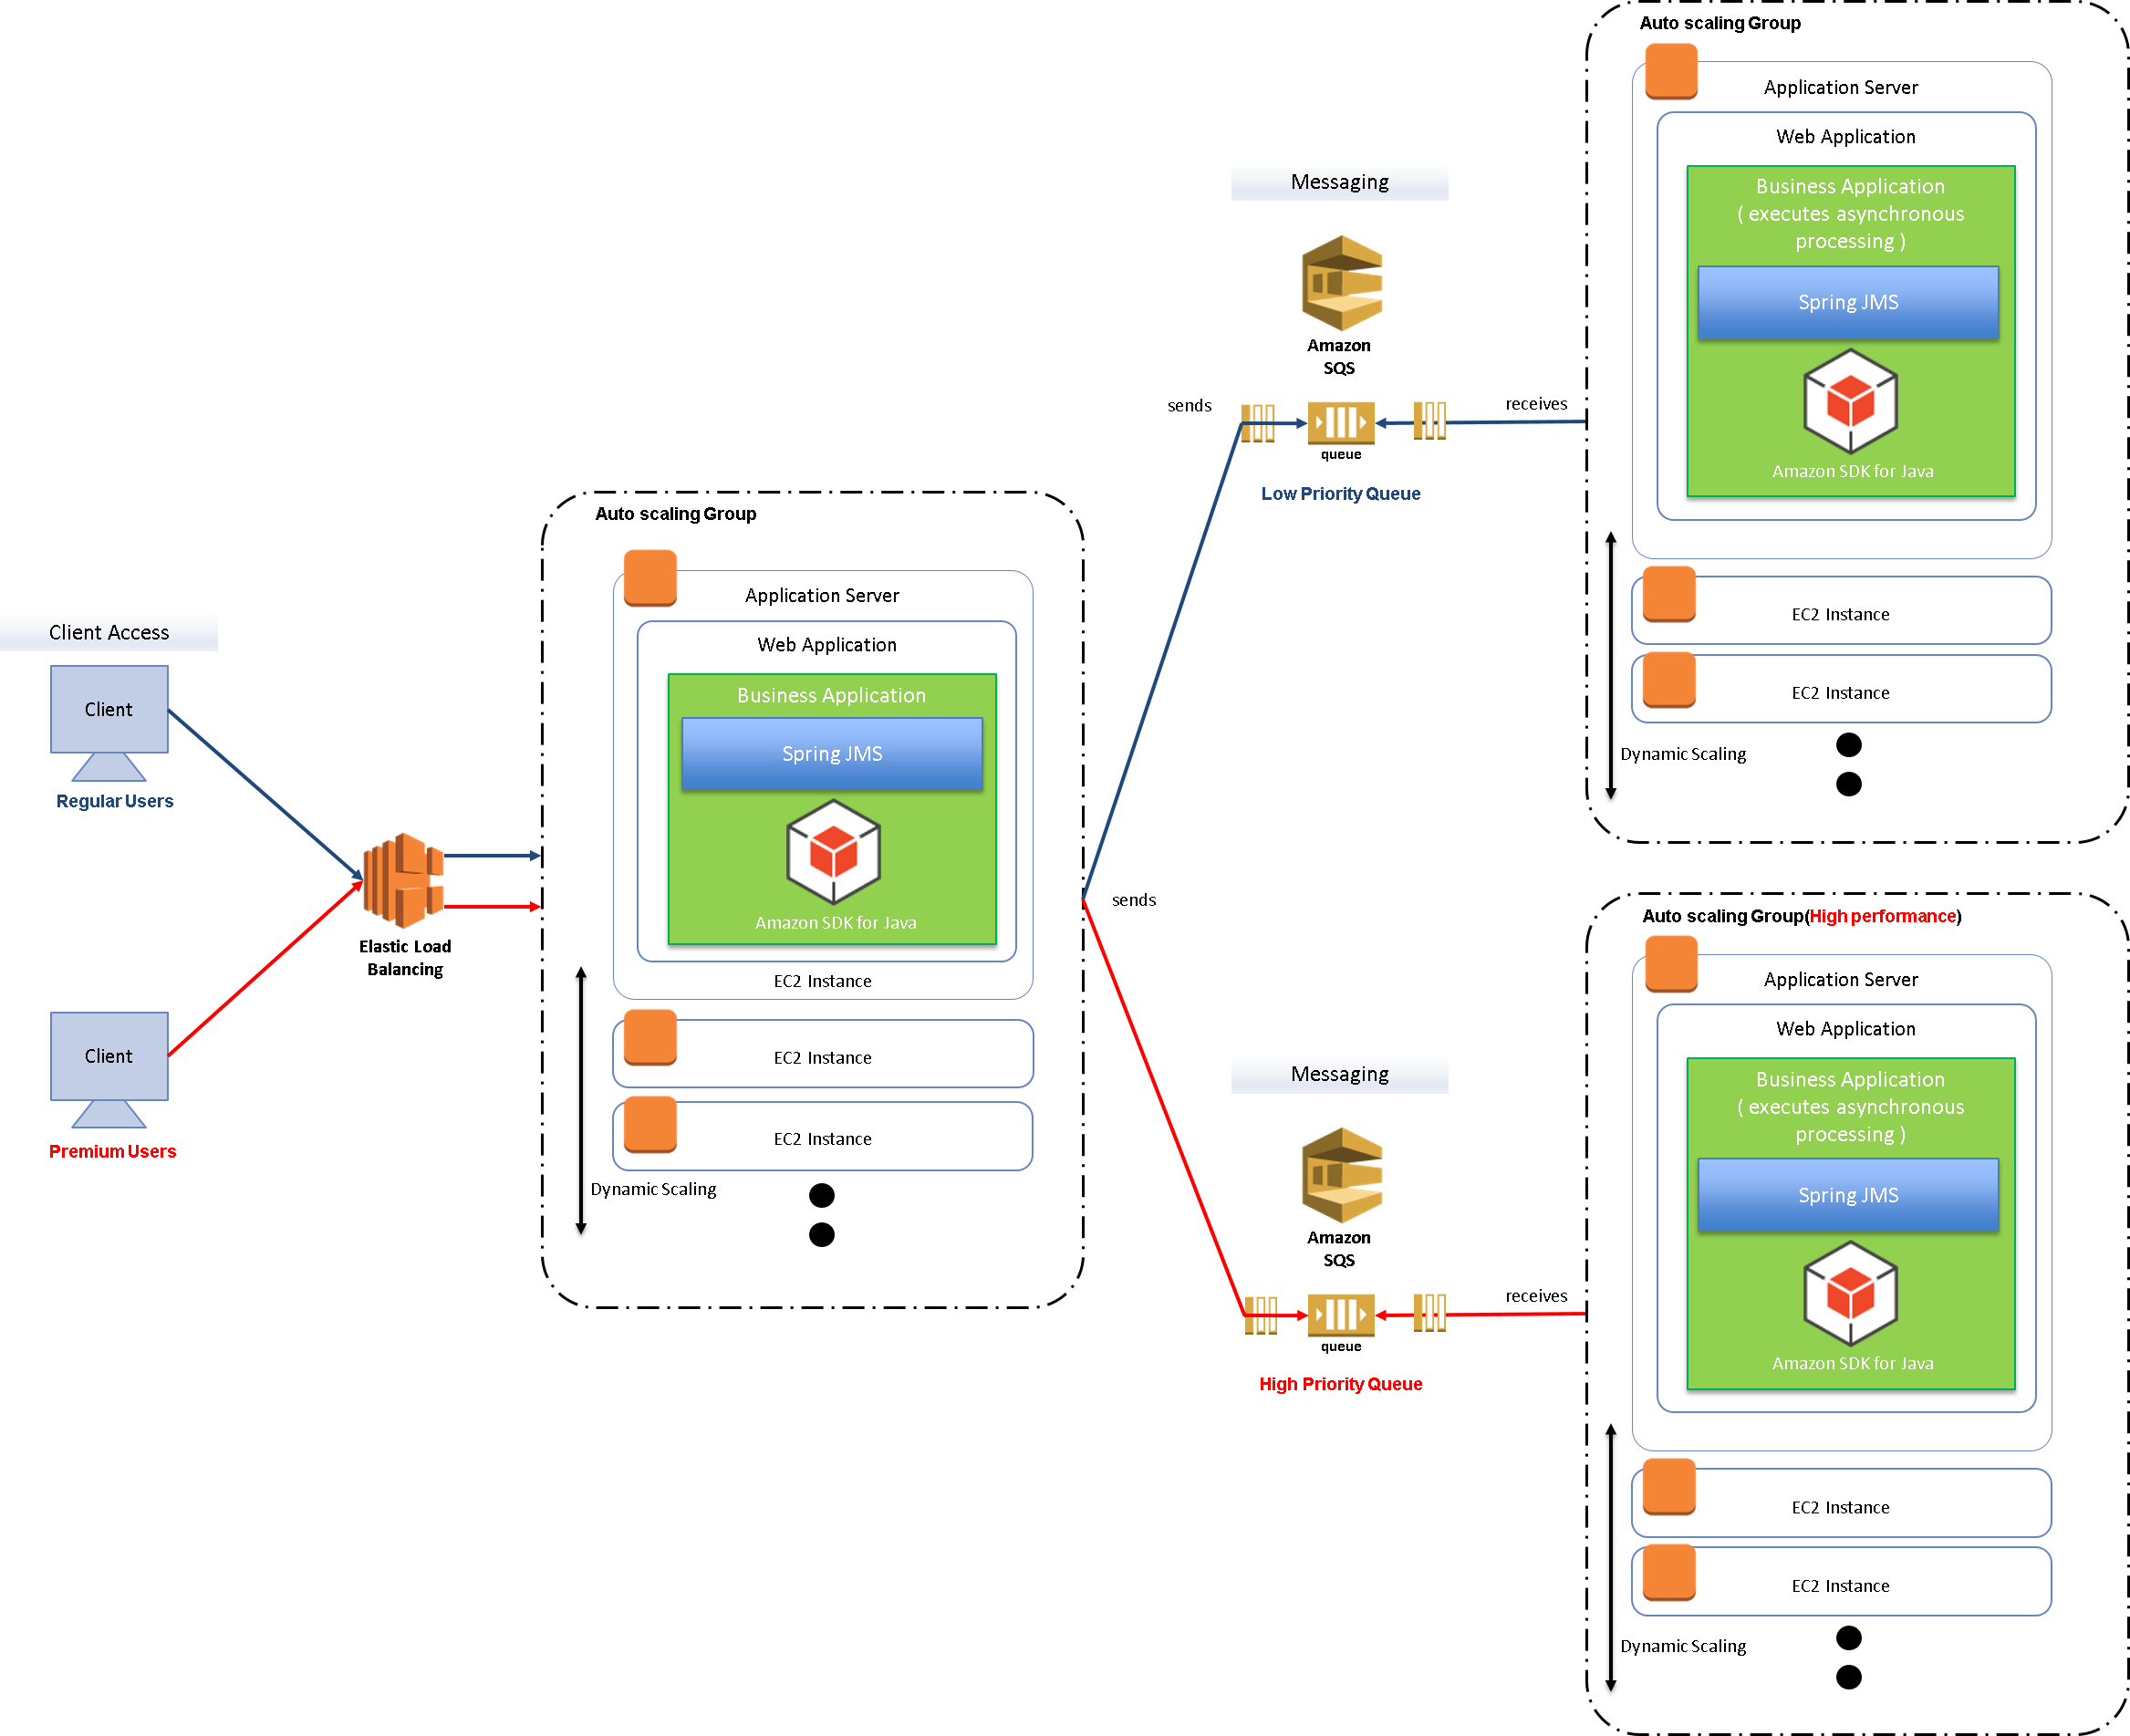 Client Access
Client
Regular Users
Client
Premium Users
Elastic Load
Balancing
Auto scaling Group
Application Server
Web Application
Business Application
Spring JMS
Amazon SDK for Java
EC2 Instance
EC2 Instance
EC2 Instance
Dynamic Scaling
sends
Messaging
Amazon
SQS
sends
receives
queue
Low Priority Queue
Messaging
Amazon
SQS
receives
queue
High Priority Queue
Auto scaling Group
Application Server
Web Application
Business Application
( executes asynchronous
processing )
Spring JMS
Amazon SDK for Java
EC2 Instance
EC2 Instance
Dynamic Scaling
Auto scaling Group(High performance)
Application Server
Web Application
Business Application
( executes asynchronous
processing )
Spring JMS
Amazon SDK for Java
EC2 Instance
EC2 Instance
Dynamic Scaling